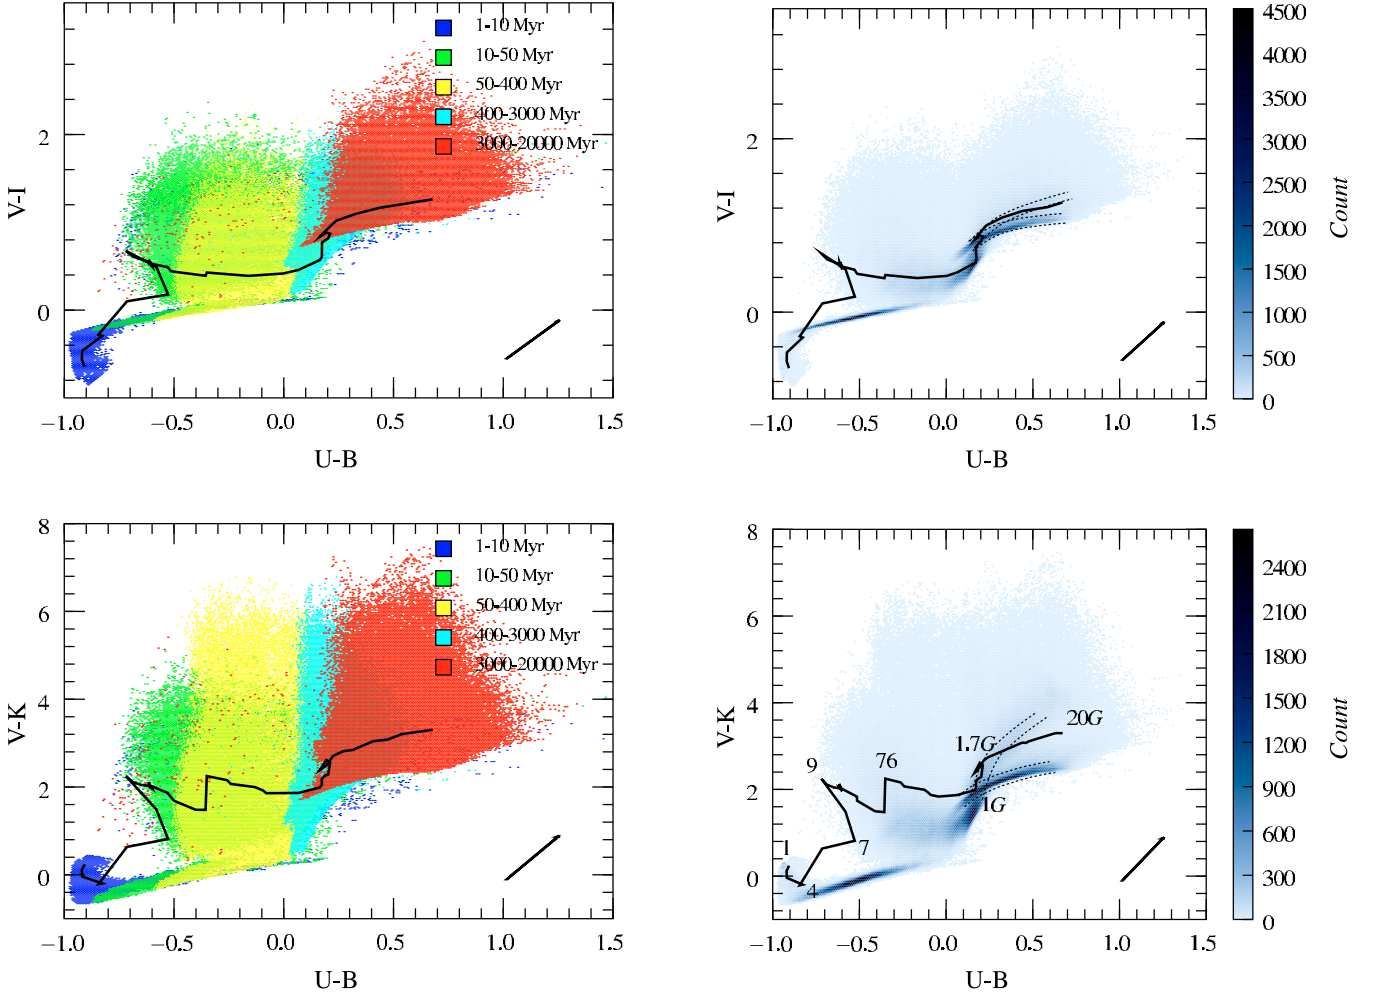 1-10 Myr
10-50 Myr
50-400 Myr
400-3000 Myr
3000-20000 Myr
2
0
V-I
−1.0 −0.5 0.0 0.5 1.0 1.5
U-B
2
0
V-I
−1.0 −0.5 0.0 0.5 1.0 1.5
U-B
4500
4000
3500
3000
2500
2000
1500
1000
500
0
Count
1-10 Myr
10-50 Myr
50-400 Myr
400-3000 Myr
3000-20000 Myr
8
6
4
2
0
V-K
−1.0 −0.5 0.0 0.5 1.0 1.5
U-B
8
6
4
2
0
V-K
20G
1.7G
76
9
1G
1
7
4
−1.0 −0.5 0.0 0.5 1.0 1.5
U-B
2400
2100
1800
1500
1200
900
600
300
0
Count